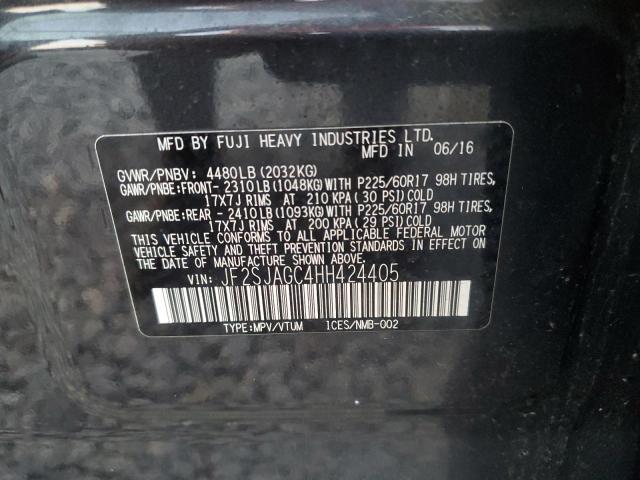 MFD BY FUJI HEAVY INDUSTRIES LTD.
MFD IN 06/16
GVWR/PNBV: 4480LB (2032KG)
GAWR/PNBE:FRONT- 2310LB (1048KG) WITH P225/60R17 98H TIRES,
17X7J RIMS AT 210 KPA (30 PSI) COLD
GAWR/PNBE:REAR - 2410LB (1093KG) WITH P225/60R17 98H TIRES,
17X7J RIMS AT 200 KPA (29 PSI) COLD
THIS VEHICLE CONFORMS TO ALL APPLICABLE FEDERAL MOTOR
VEHICLE SAFETY, BUMPER, AND THEFT PREVENTION STANDARDS IN EFFECT ON
THE DATE OF MANUFACTURE SHOWN ABOVE.
VIN: JF2SJAGC4HH424405
TYPE:MPV/VTUM ICES/NMB-002